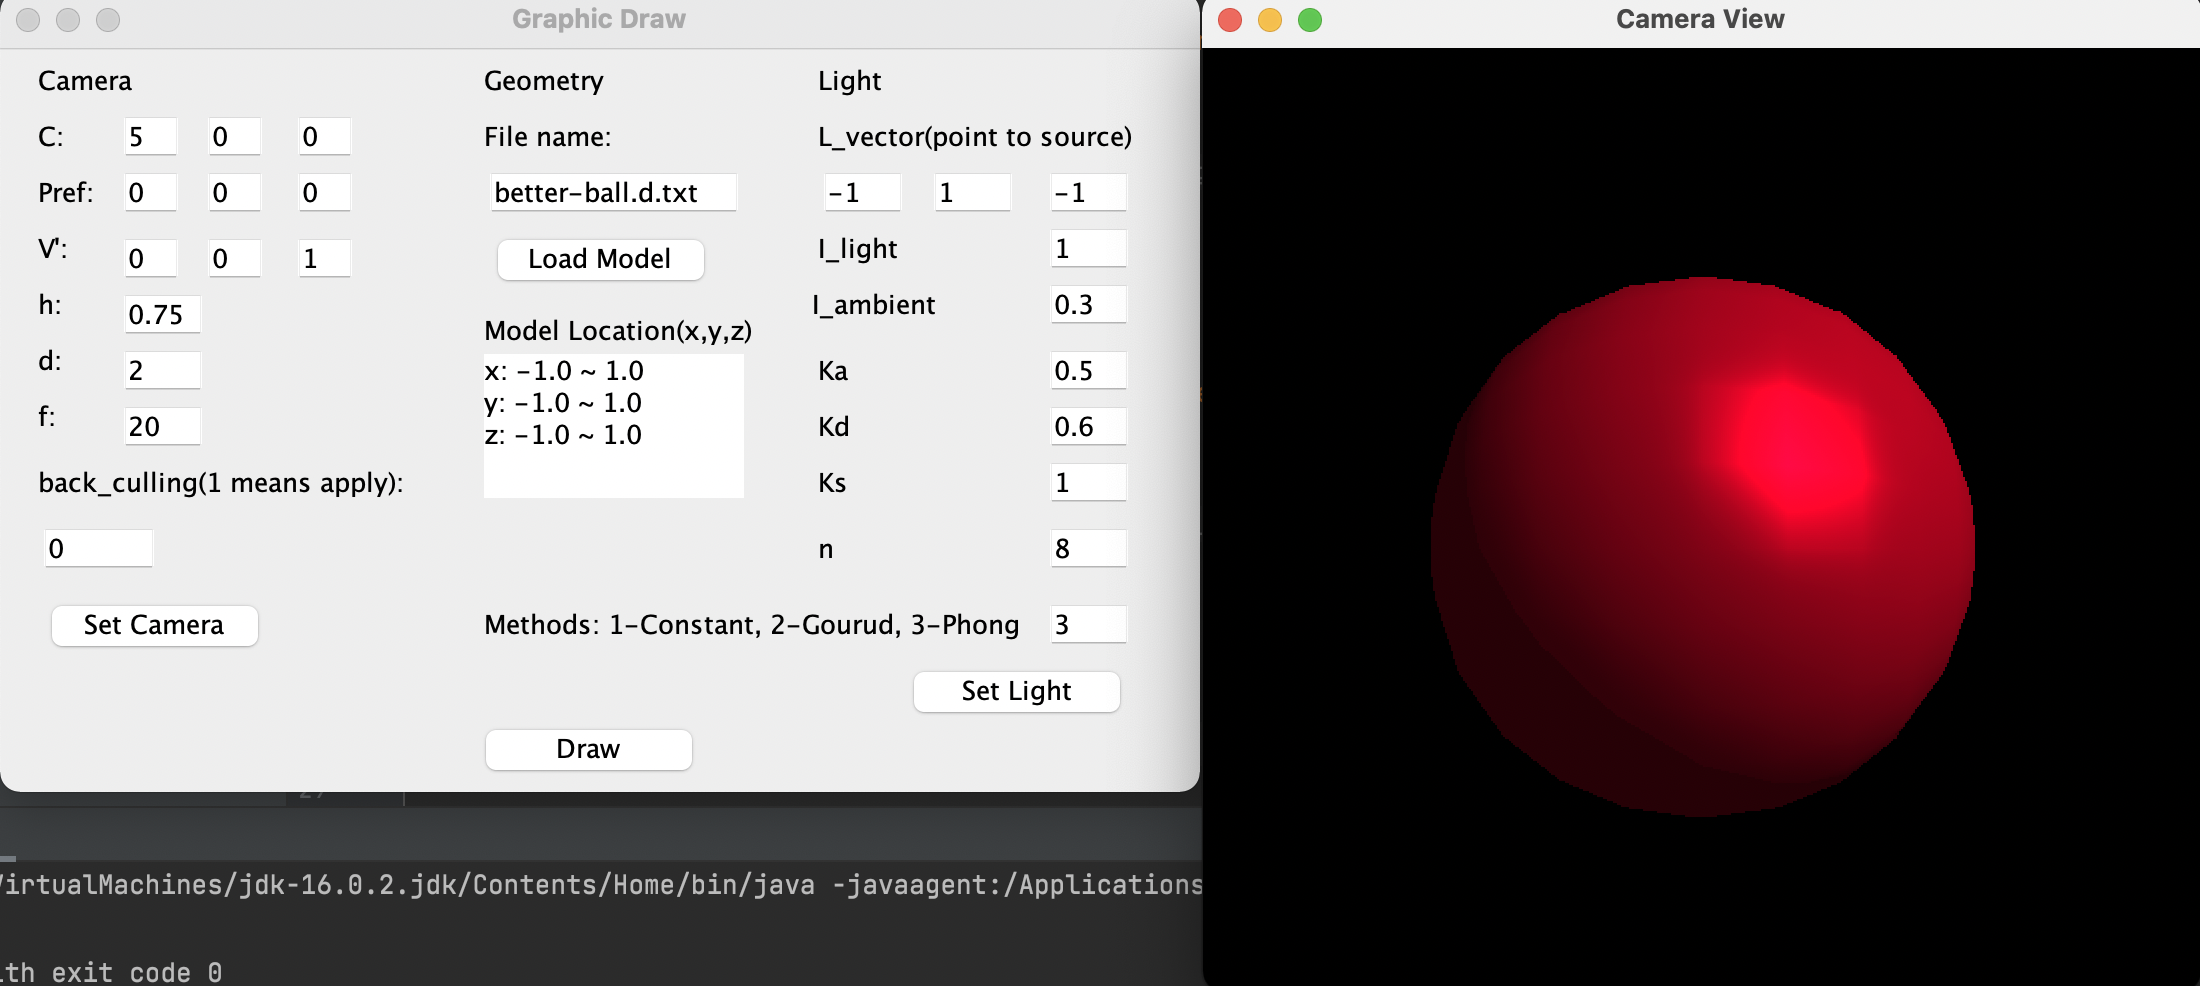 Graphic Draw
Camera
C: 5 0 0
Pref: 0 0 0
V': 0 0 1
h: 0.75
d: 2
f: 20
back_culling(1 means apply):
0
Set Camera
Geometry
File name:
better-ball.d.txt
Load Model
Model Location(x,y,z)
x: -1.0 ~ 1.0
y: -1.0 ~ 1.0
z: -1.0 ~ 1.0
Light
L_vector(point to source)
-1 1 -1
I_light 1
I_ambient 0.3
Ka 0.5
Kd 0.6
Ks 1
n 8
Methods: 1-Constant, 2-Gourud, 3-Phong 3
Set Light
Draw
Camera View
VirtualMachines/jdk-16.0.2.jdk/Contents/Home/bin/java -javaagent:/Applications
ith exit code 0